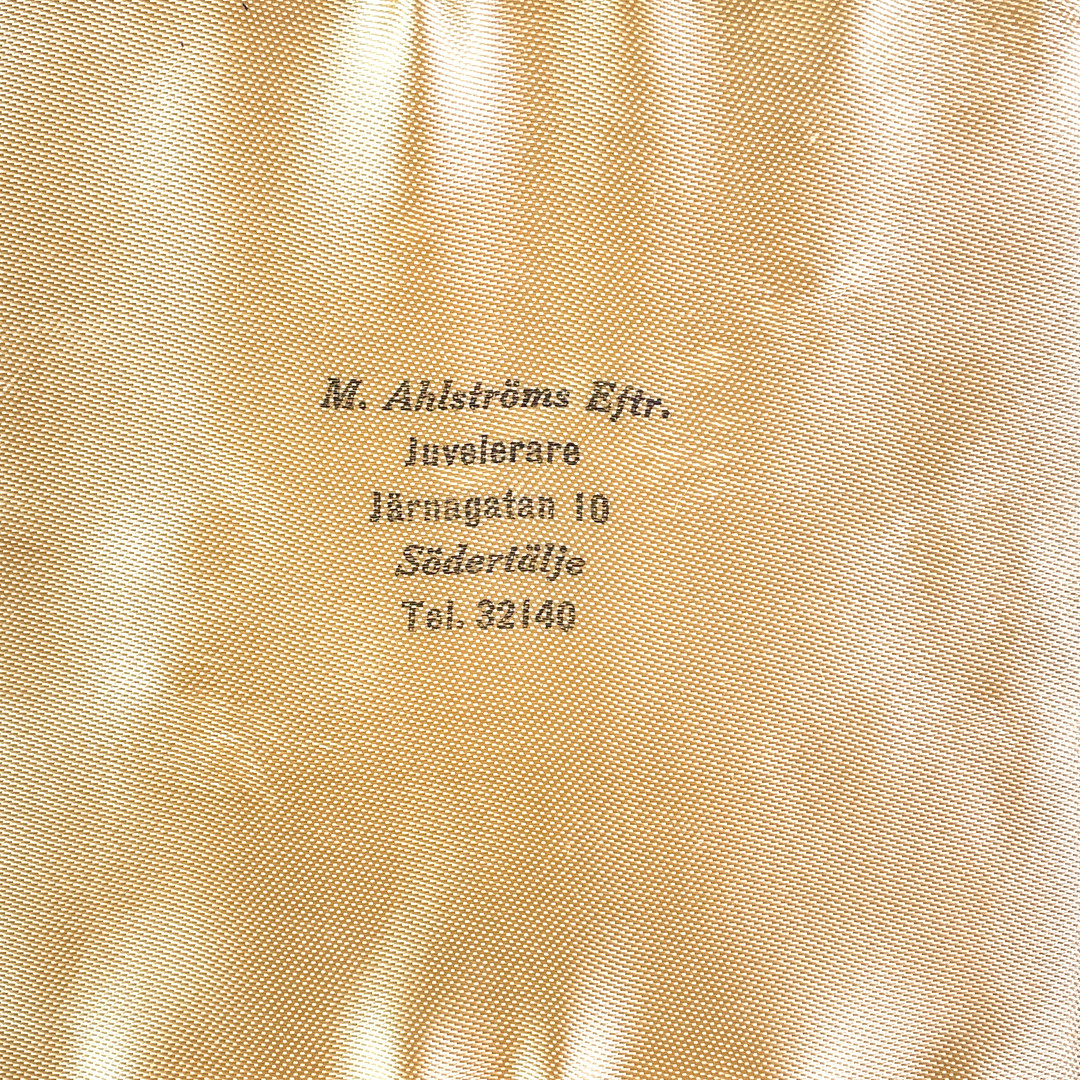 M. Ahlströms Eftr.
Juvelerare
Järnagatan 10
Södertälje
Tel. 32140